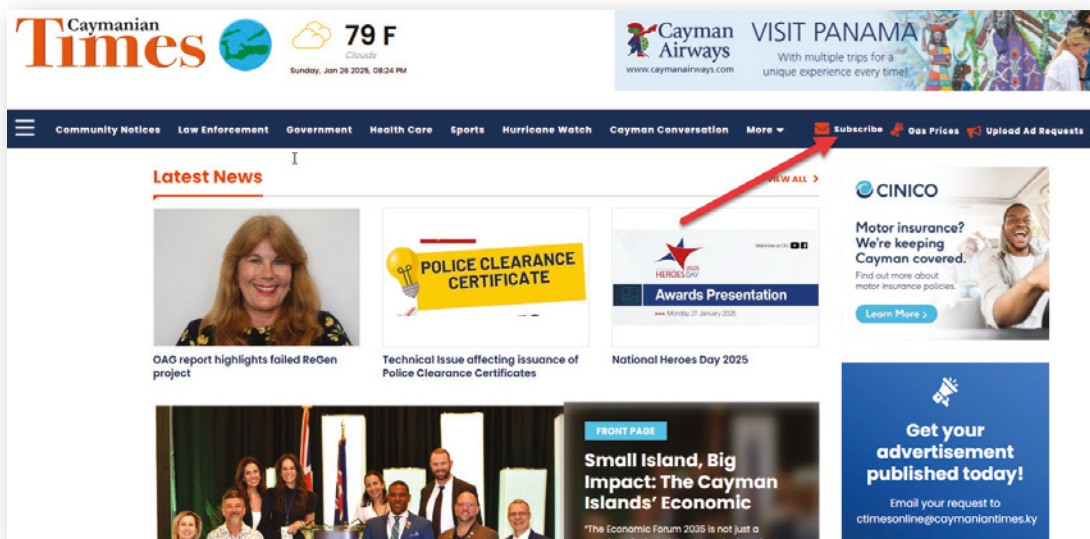 Caymanian
Times
79 F
Clouds
Sunday, Jan 26 2025, 08:24 PM
Cayman
Airways
www.caymanairways.com
VISIT PANAMA
With multiple trips for a
unique experience every time!
Community Notices Law Enforcement Government Health Care Sports Hurricane Watch Cayman Conversation More Subscribe Gas Prices Upload Ad Requests
Latest News
VIEW ALL
POLICE CLEARANCE
CERTIFICATE
2025
HEROES DAY
Awards Presentation
Monday, 27 January 2025
OAG report highlights failed ReGen
project
Technical Issue affecting issuance of
Police Clearance Certificates
National Heroes Day 2025
CINICO
Motor insurance?
We're keeping
Cayman covered.
Find out more about
motor insurance policies.
Learn More >
FRONT PAGE
Small Island, Big
Impact: The Cayman
Islands' Economic
"The Economic Forum 2035 is not just a
Get your
advertisement
published today!
Email your request to
ctimesonline@caymaniantimes.ky